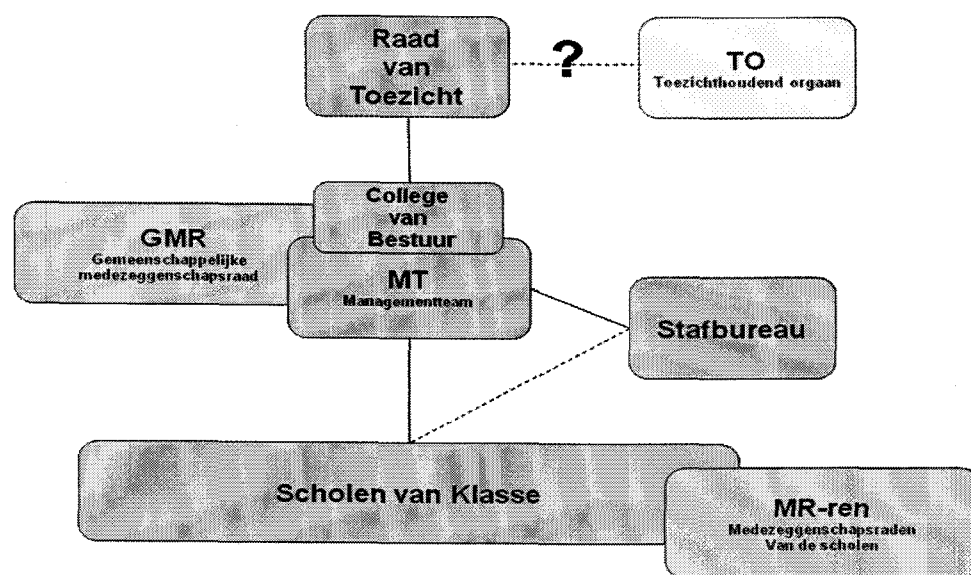 Raad
van
Toezicht
?
TO
Toezichthoudend orgaan
College
van
Bestuur
GMR
Gemeenschappelijke
medezeggenschapsraad
MT
Managementteam
Stafbureau
Scholen van Klasse
MR-ren
Medezeggenschapsraden
Van de scholen